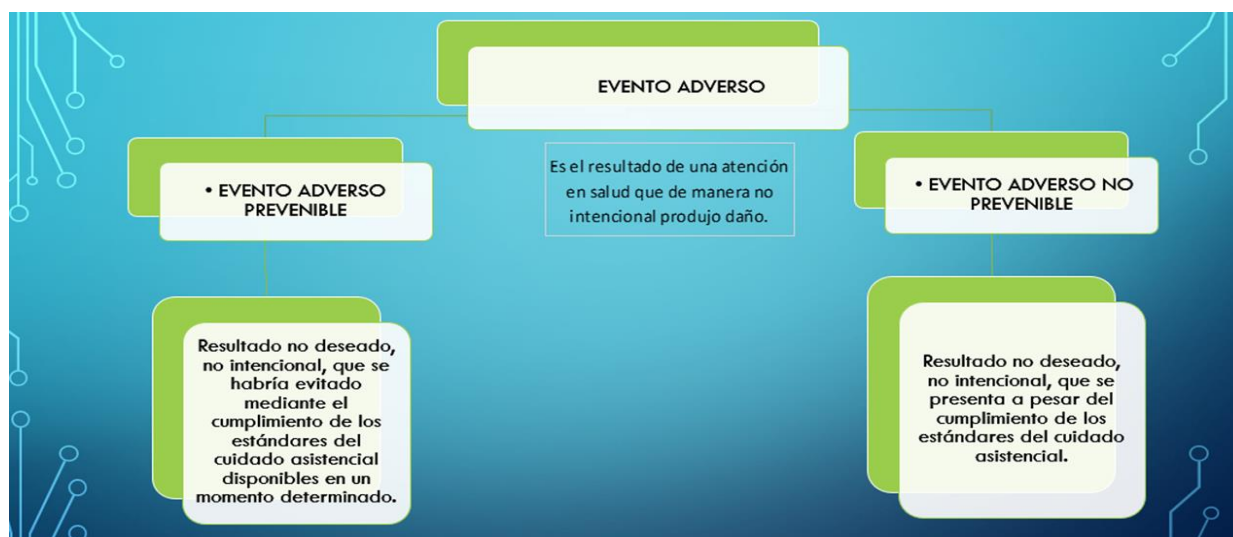 EVENTO ADVERSO
Es el resultado de una atención
en salud que de manera no
intencional produjo daño.
• EVENTO ADVERSO
PREVENIBLE
• EVENTO ADVERSO NO
PREVENIBLE
Resultado no deseado,
no intencional, que se
habría evitado
mediante el
cumplimiento de los
estándares del
cuidado asistencial
disponibles en un
momento determinado.
Resultado no deseado,
no intencional, que se
presenta a pesar del
cumplimiento de los
estándares del cuidado
asistencial.